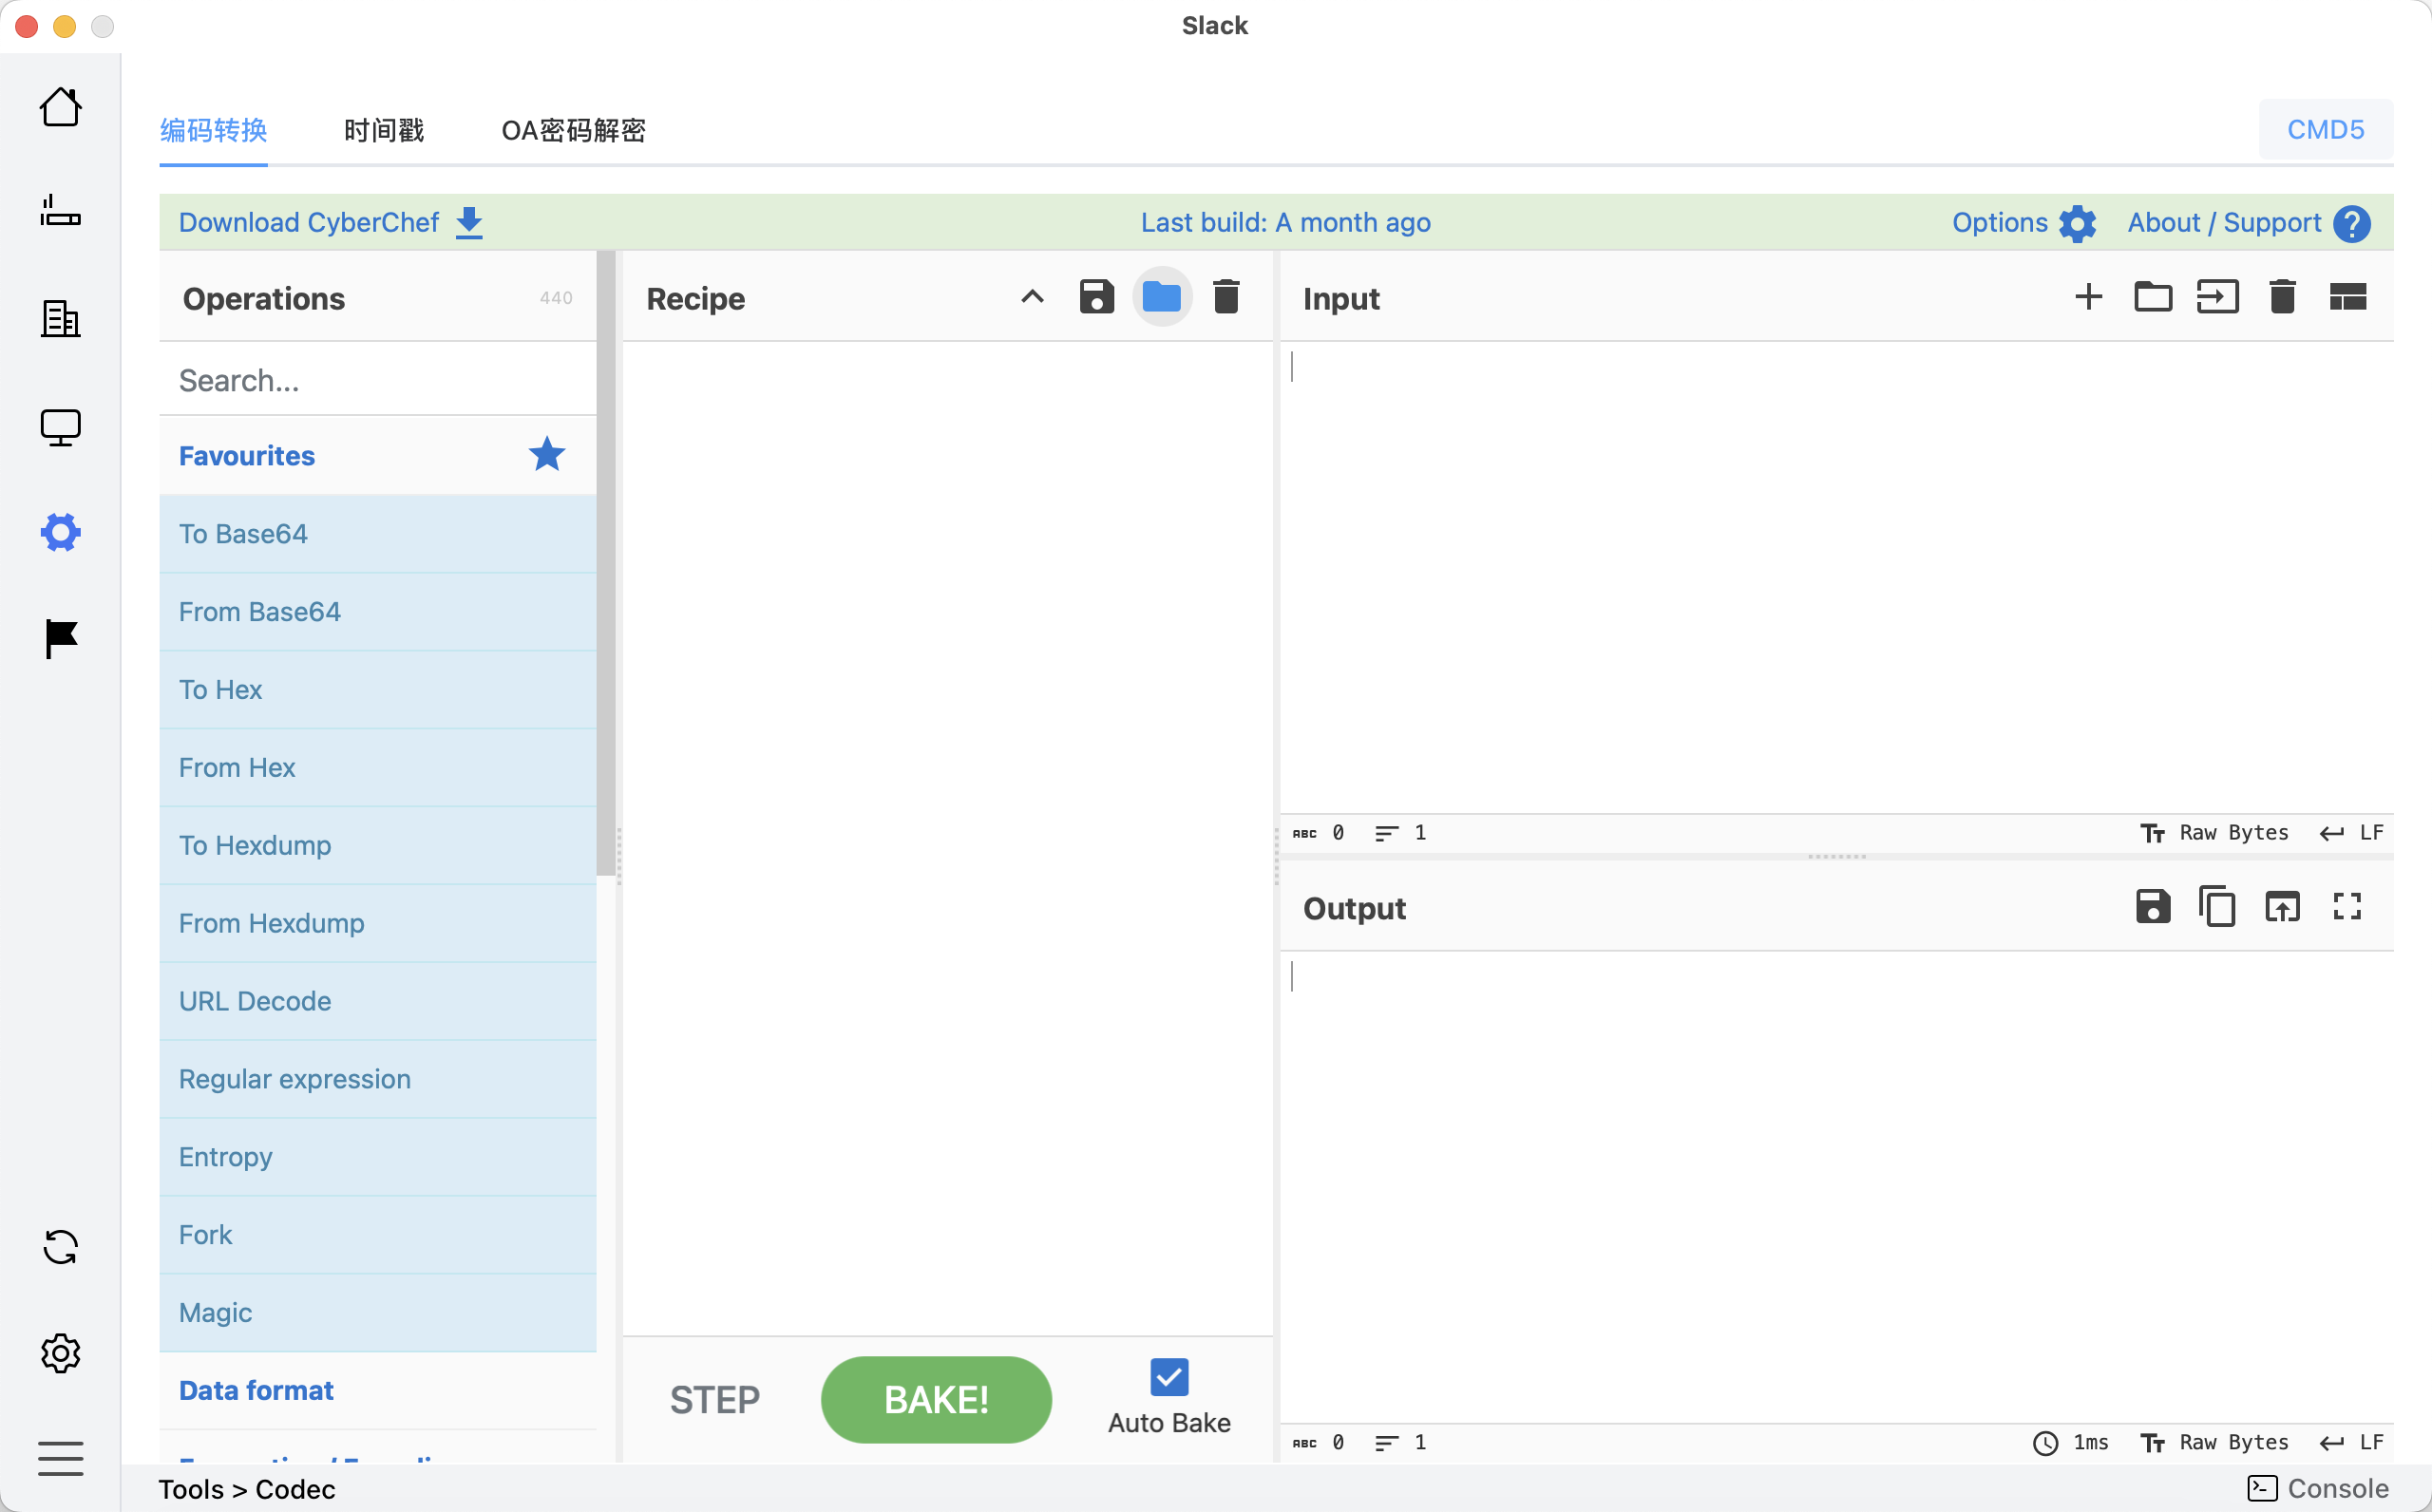 Slack
编码转换 时间戳 OA密码解密 CMD5
Download CyberChef Last build: A month ago Options About / Support
Operations 440
Search...
Favourites
To Base64
From Base64
To Hex
From Hex
To Hexdump
From Hexdump
URL Decode
Regular expression
Entropy
Fork
Magic
Data format
Recipe
STEP BAKE! Auto Bake
Input
ABC 0 1 Raw Bytes LF
Output
ABC 0 1 1ms Raw Bytes LF
Tools > Codec Console